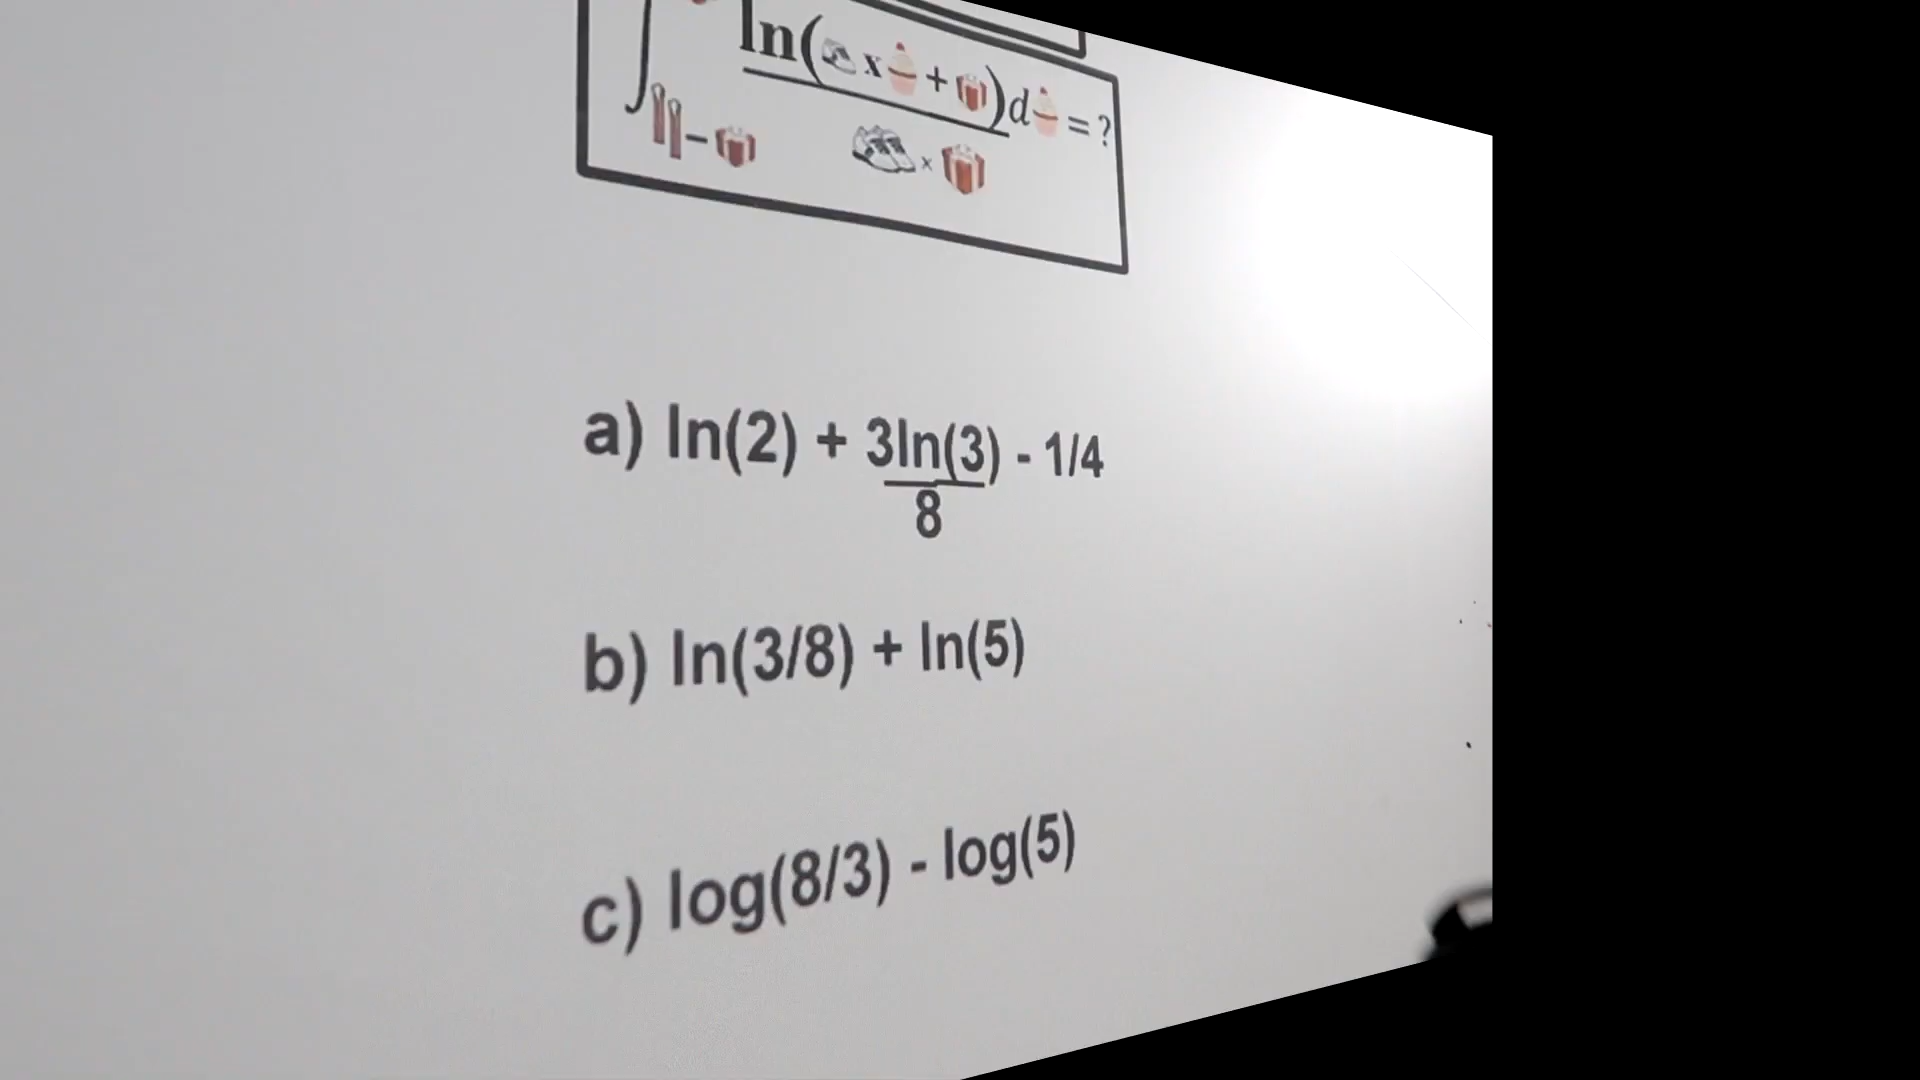 ln( x + )d = ?
- x
a) ln(2) + 3ln(3) - 1/4
8
b) ln(3/8) + ln(5)
c) log(8/3) - log(5)